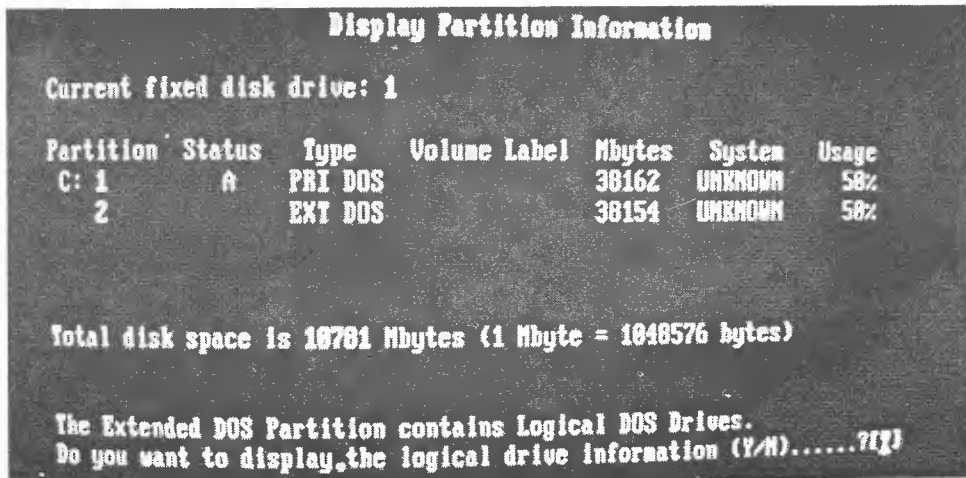 Display Partition Information
Current fixed disk drive: 1
Partition Status Type Volume Label Mbytes System Usage
C: 1 A PRI DOS 38162 UNKNOWN 50%
2 EXT DOS 38154 UNKNOWN 50%
Total disk space is 10781 Mbytes (1 Mbyte = 1048576 bytes)
The Extended DOS Partition contains Logical DOS Drives.
Do you want to display the logical drive information (Y/N)......?[Y]